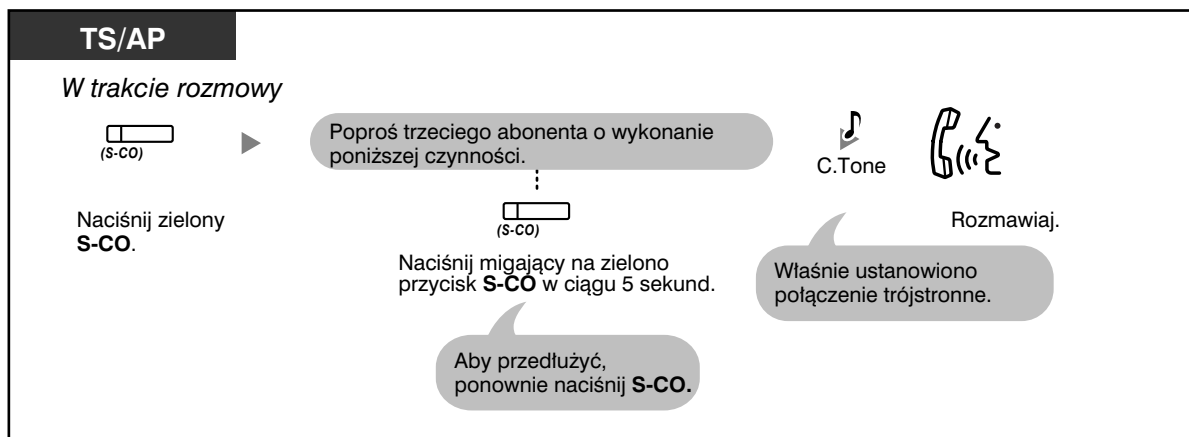 TS/AP
W trakcie rozmowy
(S-CO)
Naciśnij zielony
S-CO.
Poproś trzeciego abonenta o wykonanie
poniższej czynności.
(S-CO)
Naciśnij migający na zielono
przycisk S-CO w ciągu 5 sekund.
Aby przedłużyć,
ponownie naciśnij S-CO.
C.Tone
Rozmawiaj.
Właśnie ustanowiono
połączenie trójstronne.